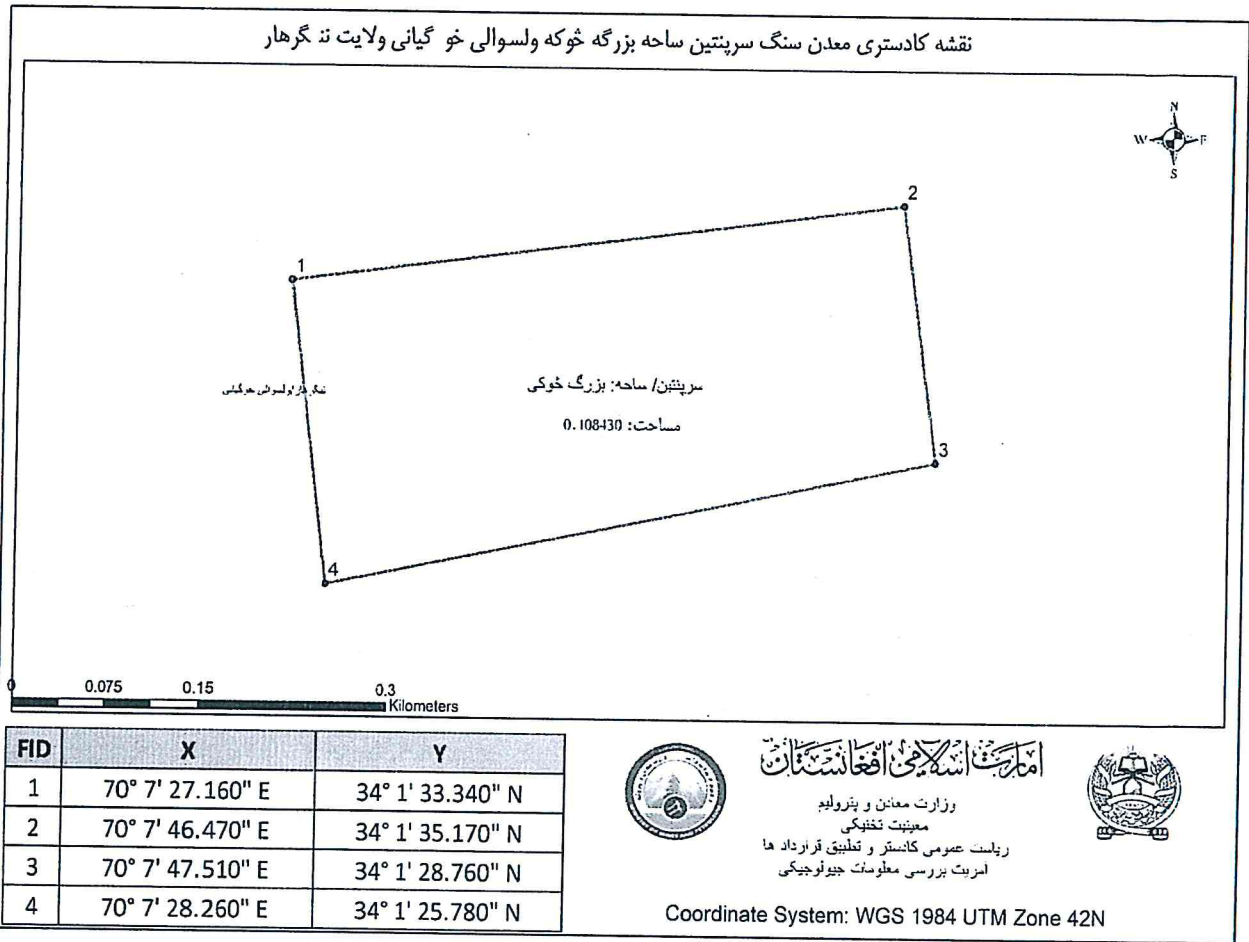 نقشه کادستری معدن سنگ سرپنتین ساحه بزرگه څوکه ولسوالی خو گیانی ولایت ننگرهار
N
W
S
2
1
سرپنتین/ ساحه: بزرگ څوکی
مساحت: 0.108430
3
4
0 0.075 0.15 0.3
Kilometers
FID X Y
1 70° 7' 27.160" E 34° 1' 33.340" N
2 70° 7' 46.470" E 34° 1' 35.170" N
3 70° 7' 47.510" E 34° 1' 28.760" N
4 70° 7' 28.260" E 34° 1' 25.780" N
امارت اسلامی افغانستان
وزارت معادن و پترولیم
معینیت تخنیکی
ریاست عمومی کادستر و تطبیق قرارداد ها
آمریت بررسی معلومات جیولوجیکی
Coordinate System: WGS 1984 UTM Zone 42N